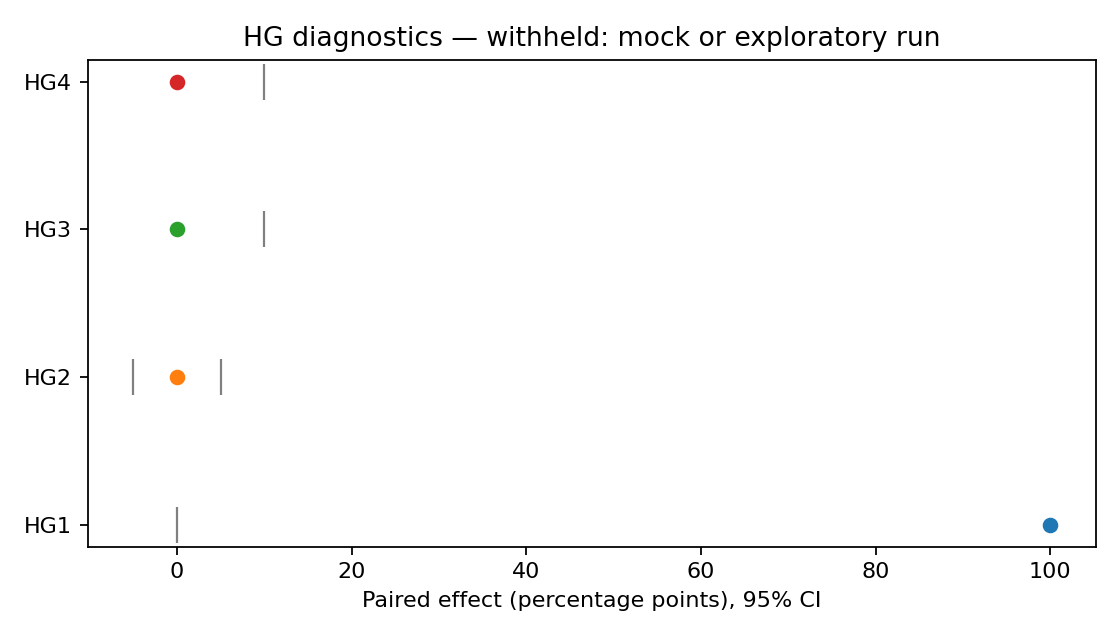 HG diagnostics — withheld: mock or exploratory run
HG4
HG3
HG2
HG1
0 20 40 60 80 100
Paired effect (percentage points), 95% CI